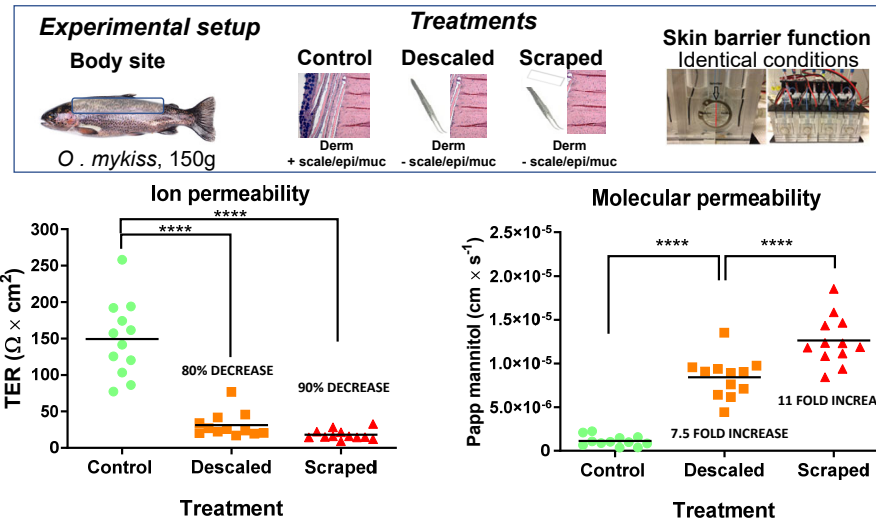 Experimental setup
Body site
O . mykiss, 150g
Treatments
Control
Descaled
Scraped
Derm
+ scale/epi/muc
Derm
- scale/epi/muc
Derm
- scale/epi/muc
Skin barrier function
Identical conditions
Ion permeability
****
****
300
250
200
150
100
50
0
TER (Ω × cm²)
80% DECREASE
90% DECREASE
Control
Descaled
Scraped
Treatment
Molecular permeability
2.5×10⁻⁵
2.0×10⁻⁵
1.5×10⁻⁵
1.0×10⁻⁵
5.0×10⁻⁶
0
Papp mannitol (cm × s⁻¹)
****
****
7.5 FOLD INCREASE
11 FOLD INCREA
Control
Descaled
Scraped
Treatment